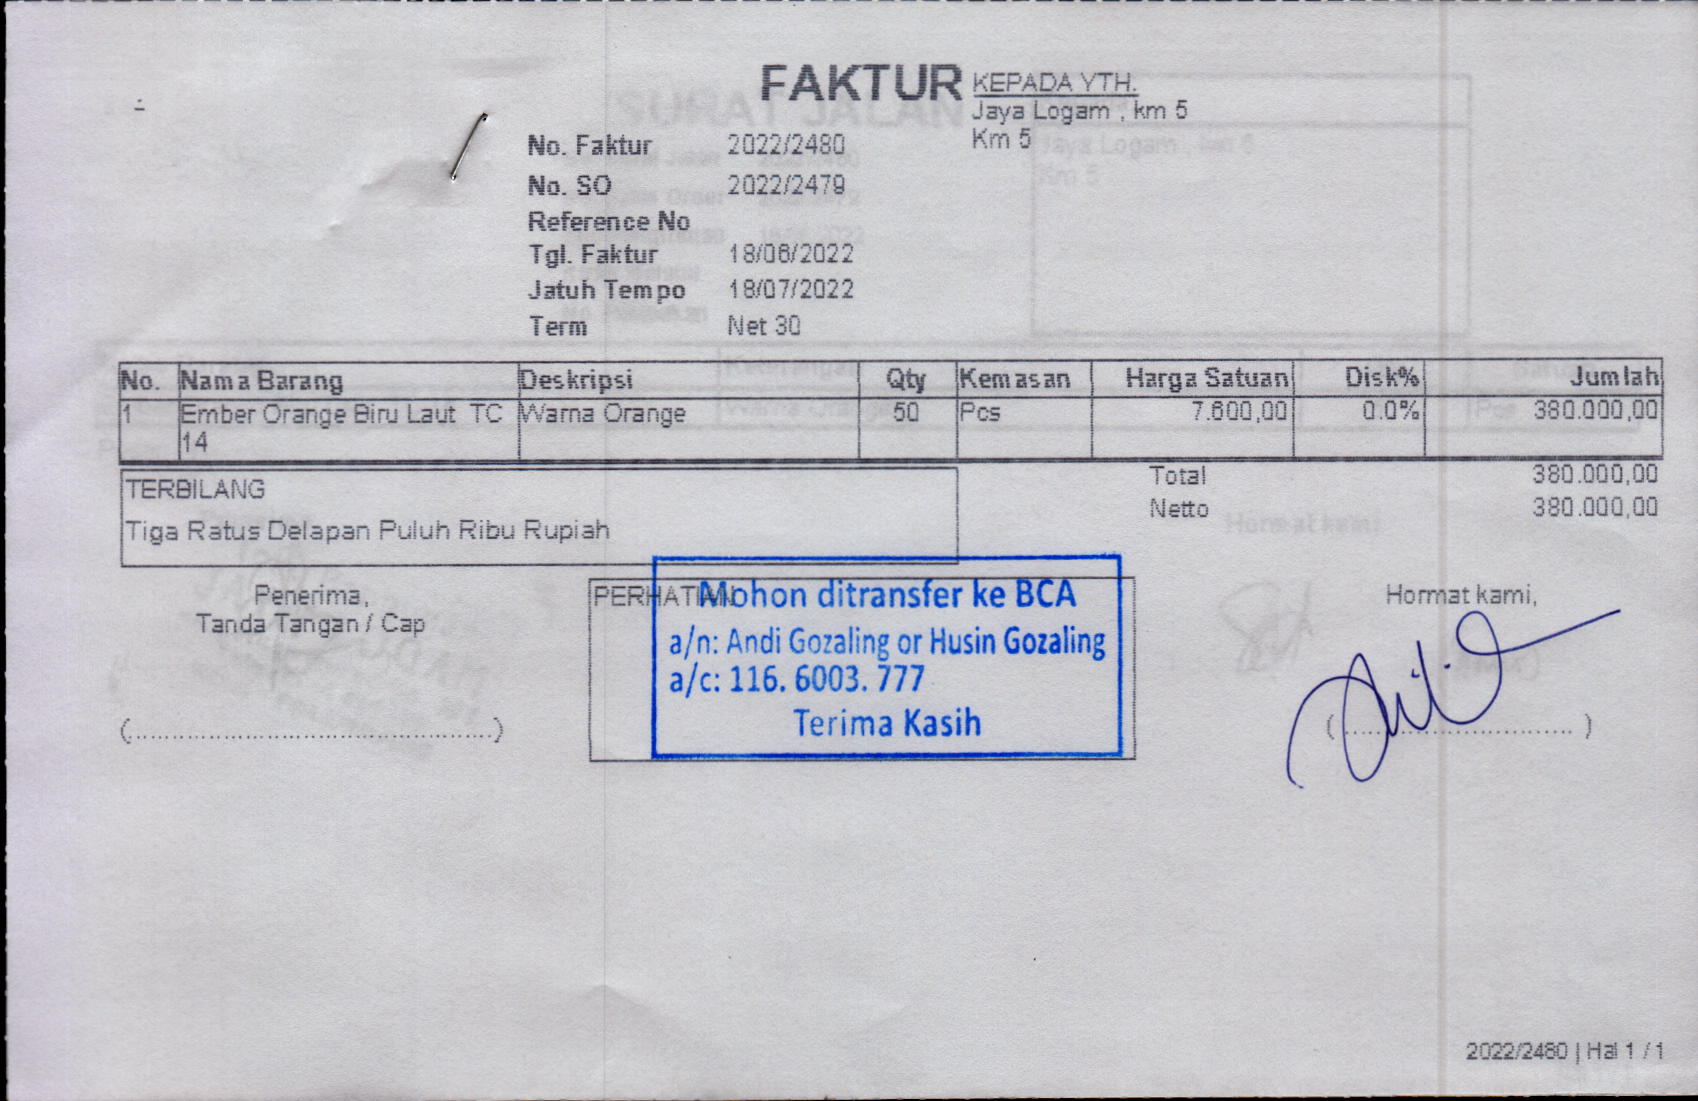 FAKTUR
KEPADA YTH.
Jaya Logam , km 5
Km 5
No. Faktur 2022/2480
No. SO 2022/2479
Reference No
Tgl. Faktur 18/06/2022
Jatuh Tempo 18/07/2022
Term Net 30
No. Nama Barang Deskripsi Qty Kemasan Harga Satuan Disk% Jumlah
1 Ember Orange Biru Laut TC Warna Orange 50 Pcs 7.600,00 0.0% 380.000,00
14
Total 380.000,00
Netto 380.000,00
TERBILANG
Tiga Ratus Delapan Puluh Ribu Rupiah
Penerima,
Tanda Tangan / Cap
(................................................)
PERHATIAN
Mohon ditransfer ke BCA
a/n: Andi Gozaling or Husin Gozaling
a/c: 116. 6003. 777
Terima Kasih
Hormat kami,
(................................)
2022/2480 | Hal 1 / 1